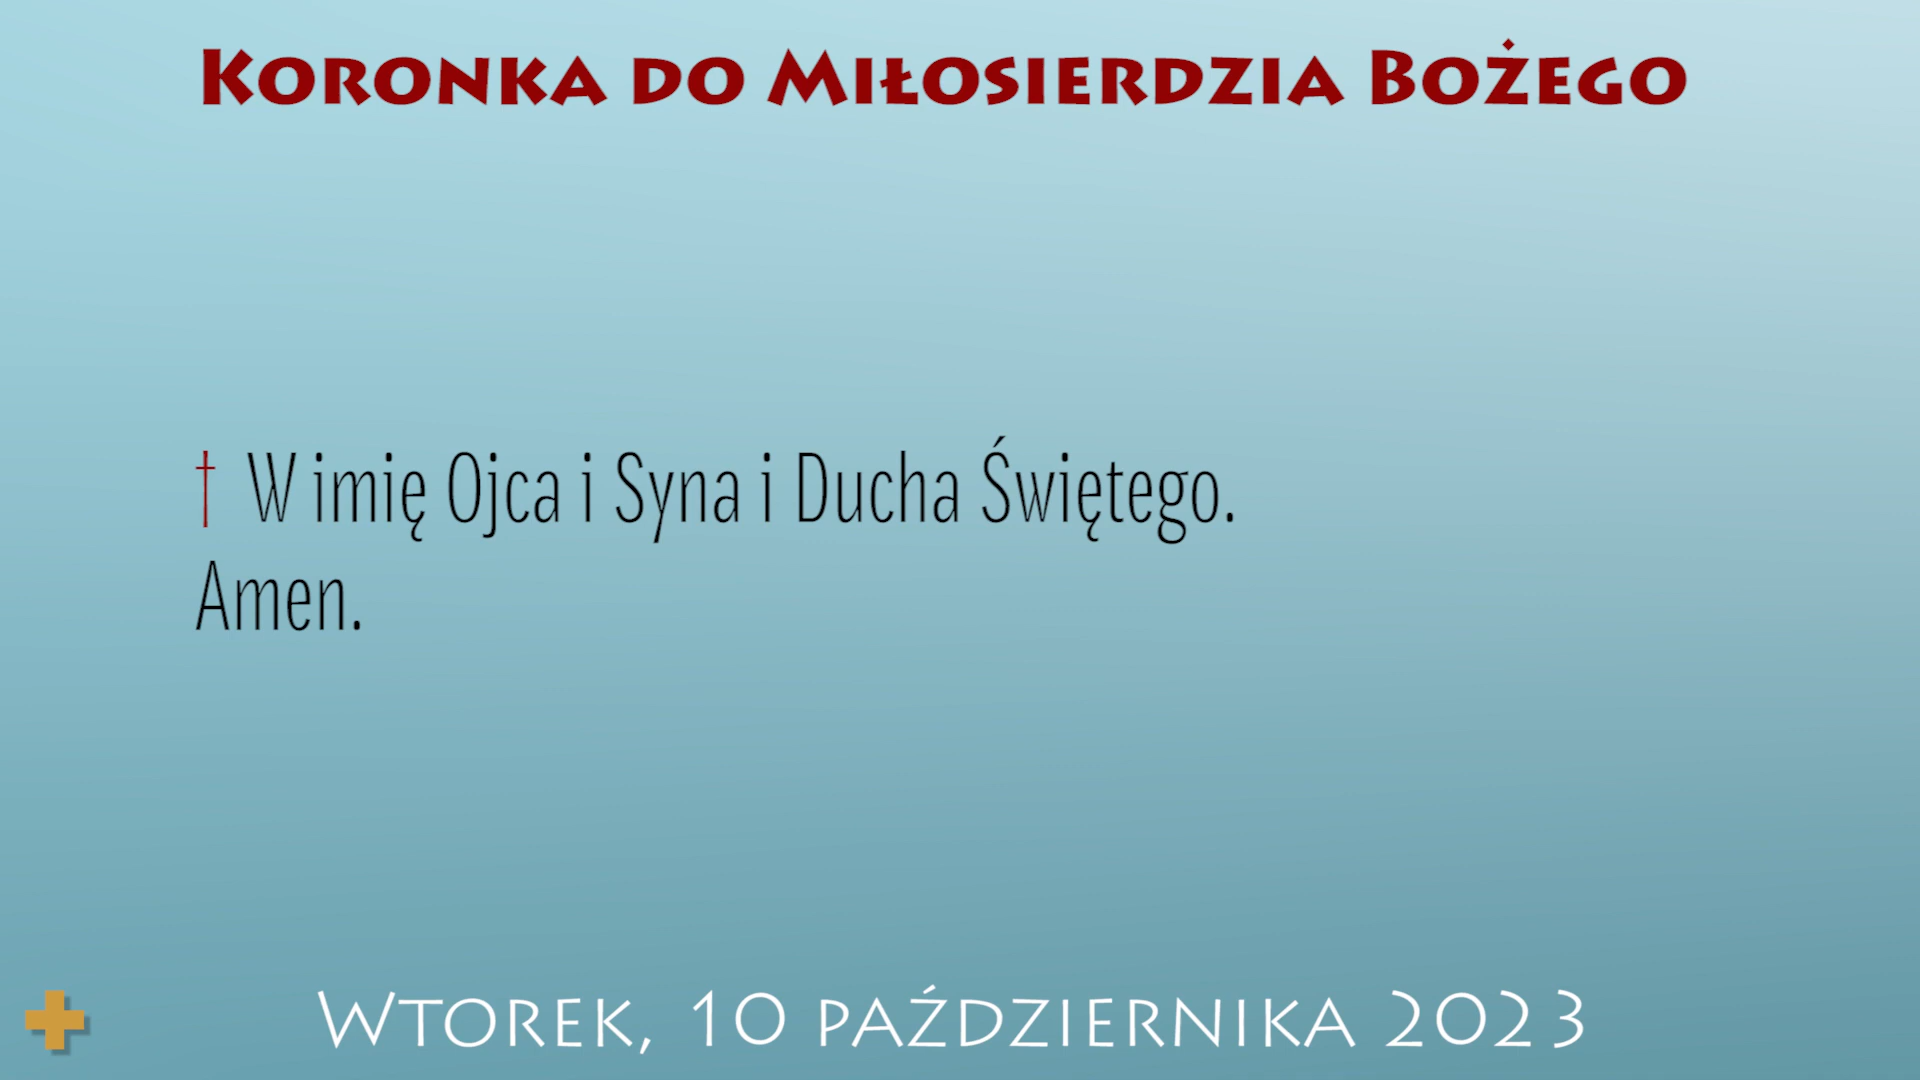 Koronka do Miłosierdzia Bożego
† W imię Ojca i Syna i Ducha Świętego.
Amen.
Wtorek, 10 października 2023